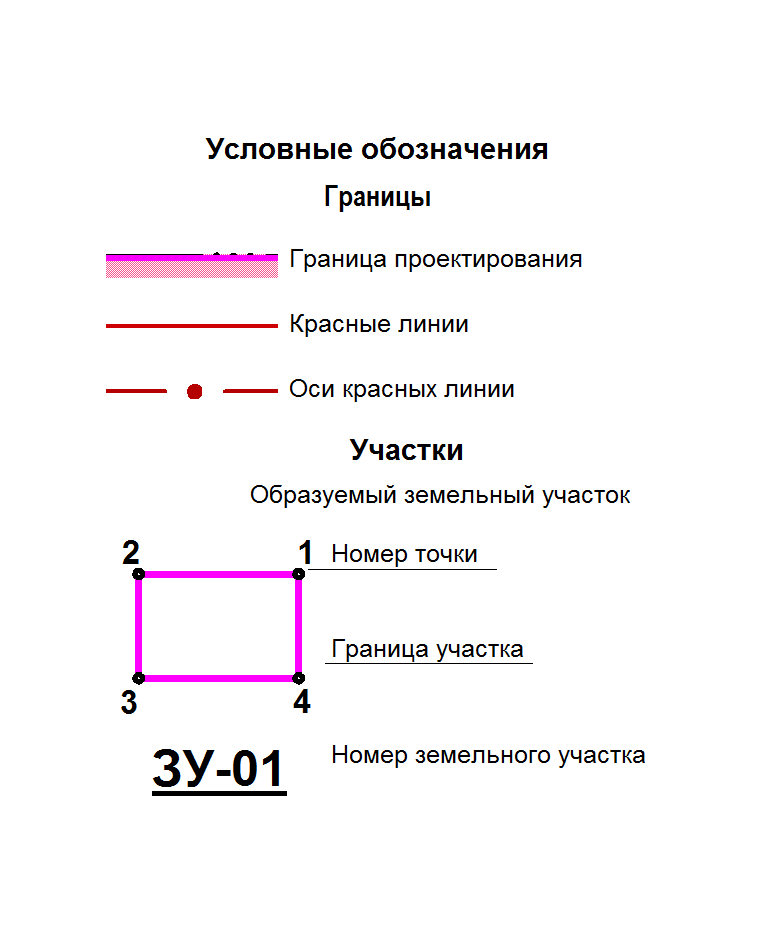 Условные обозначения
Границы
Граница проектирования
Красные линии
Оси красных линии
Участки
Образуемый земельный участок
2 1 Номер точки
Граница участка
3 4
ЗУ-01 Номер земельного участка